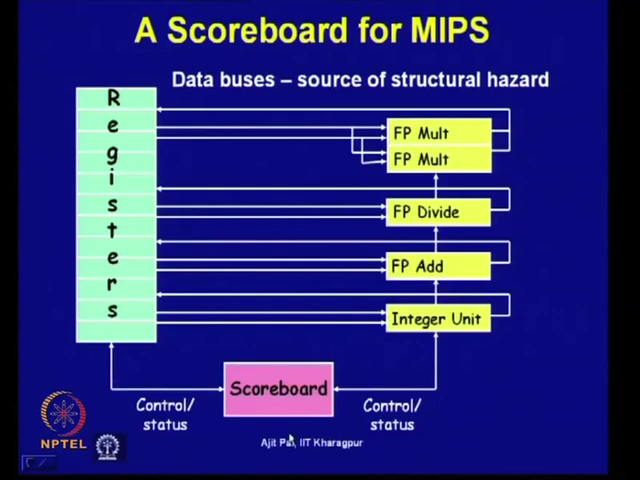 A Scoreboard for MIPS
Data buses – source of structural hazard
Registers
FP Mult
FP Mult
FP Divide
FP Add
Integer Unit
Scoreboard
Control/
status
Control/
status
NPTEL
Ajit Pal, IIT Kharagpur